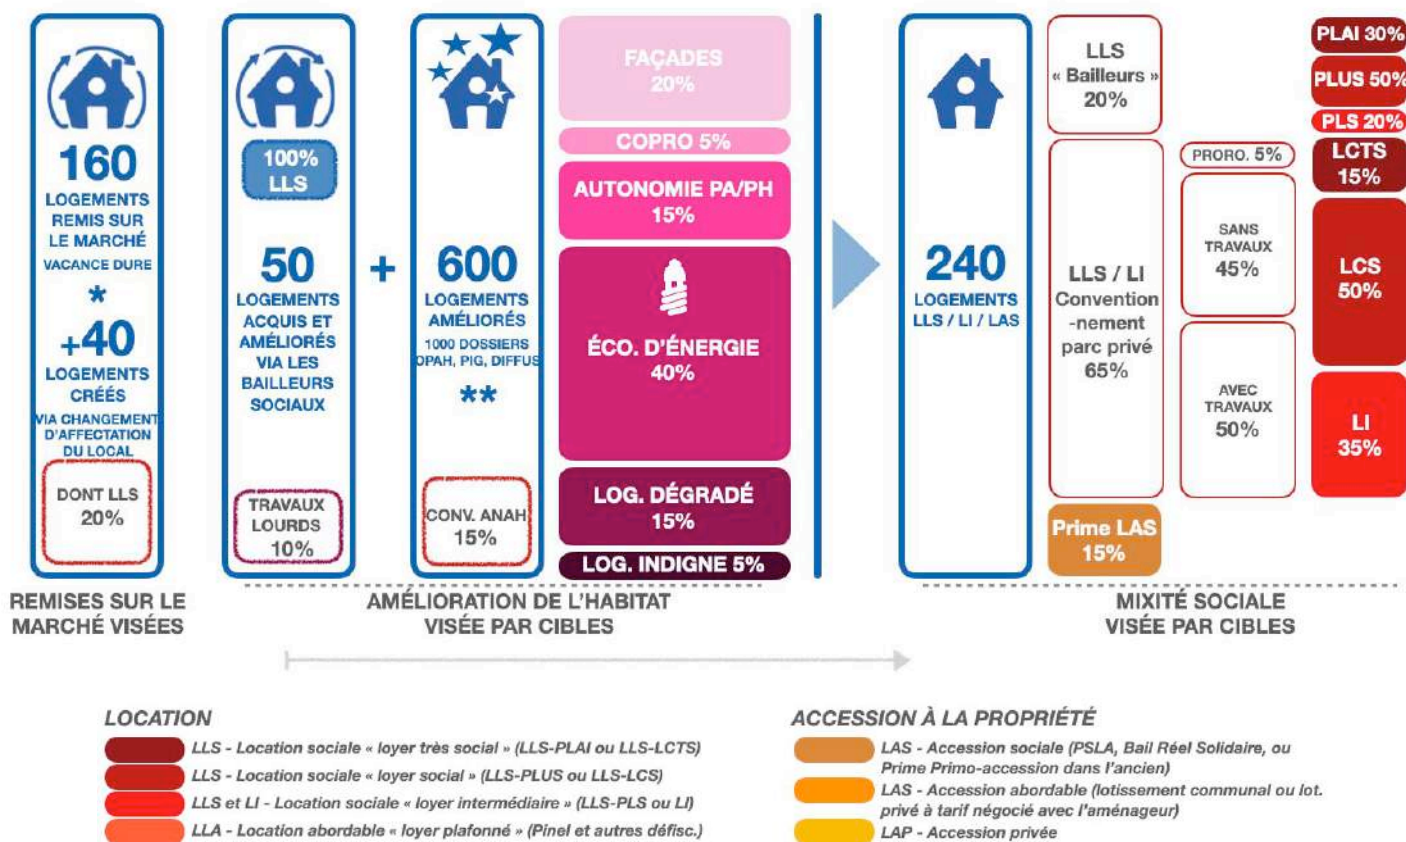 160
LOGEMENTS
REMIS SUR
LE MARCHÉ
VACANCE DURE
*
+40
LOGEMENTS
CRÉÉS
VIA CHANGEMENT
D'AFFECTATION
DU LOCAL
DONT LLS
20%
REMISES SUR LE
MARCHÉ VISÉES
100%
LLS
50
LOGEMENTS
ACQUIS ET
AMÉLIORÉS
VIA LES
BAILLEURS
SOCIAUX
TRAVAUX
LOURDS
10%
+
600
LOGEMENTS
AMÉLIORÉS
1000 DOSSIERS
OPAH, PIG, DIFFUS
**
CONV. ANAH
15%
FAÇADES
20%
COPRO 5%
AUTONOMIE PA/PH
15%
ÉCO. D'ÉNERGIE
40%
LOG. DÉGRADÉ
15%
LOG. INDIGNE 5%
AMÉLIORATION DE L'HABITAT
VISÉE PAR CIBLES
240
LOGEMENTS
LLS / LI / LAS
LLS
« Bailleurs »
20%
LLS / LI
Convention
-nement
parc privé
65%
Prime LAS
15%
PRORO. 5%
SANS
TRAVAUX
45%
AVEC
TRAVAUX
50%
PLAI 30%
PLUS 50%
PLS 20%
LCTS
15%
LCS
50%
LI
35%
MIXITÉ SOCIALE
VISÉE PAR CIBLES
LOCATION
LLS - Location sociale « loyer très social » (LLS-PLAI ou LLS-LCTS)
LLS - Location sociale « loyer social » (LLS-PLUS ou LLS-LCS)
LLS et LI - Location sociale « loyer intermédiaire » (LLS-PLS ou LI)
LLA - Location abordable « loyer plafonné » (Pinel et autres défisc.)
ACCESSION À LA PROPRIÉTÉ
LAS - Accession sociale (PSLA, Bail Réel Solidaire, ou
Prime Primo-accession dans l'ancien)
LAS - Accession abordable (lotissement communal ou lot.
privé à tarif négocié avec l'aménageur)
LAP - Accession privée